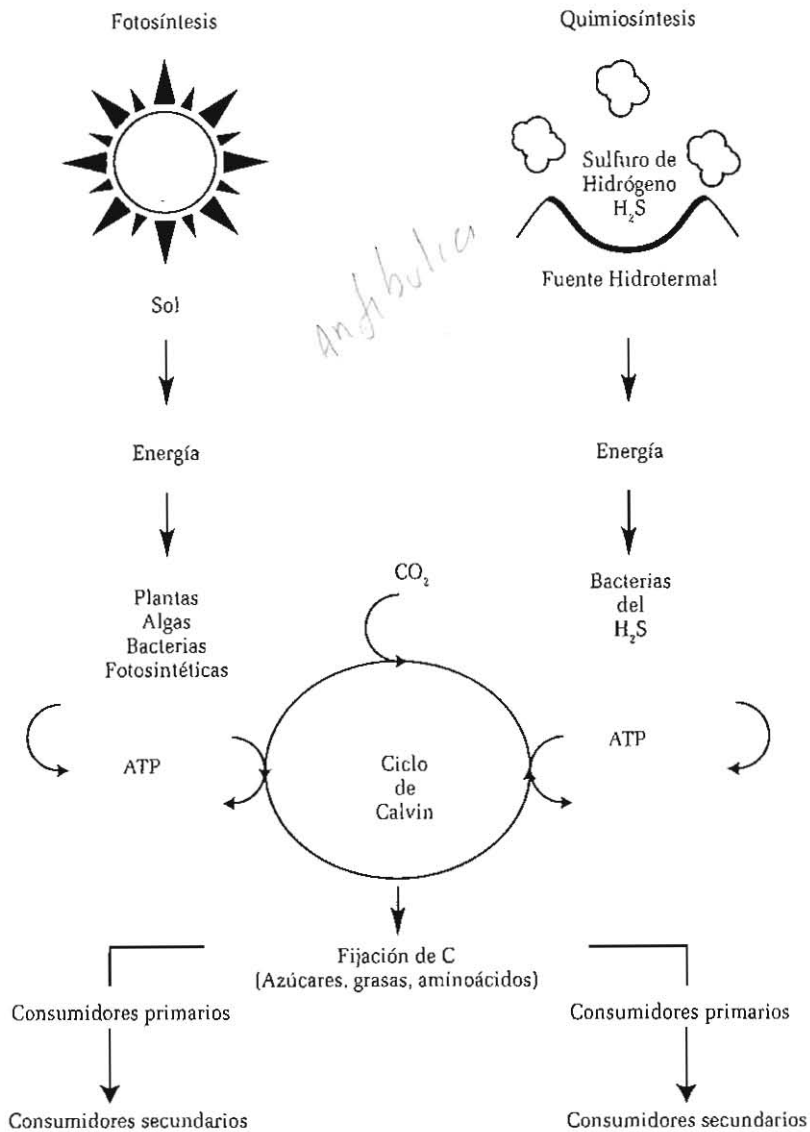 Fotosíntesis
Quimiosíntesis
Sulfuro de
Hidrógeno
H₂S
Fuente Hidrotermal
Sol
Energía
Energía
Plantas
Algas
Bacterias
Fotosintéticas
CO₂
Bacterias
del
H₂S
ATP
Ciclo
de
Calvin
ATP
Fijación de C
(Azúcares, grasas, aminoácidos)
Consumidores primarios
Consumidores primarios
Consumidores secundarios
Consumidores secundarios